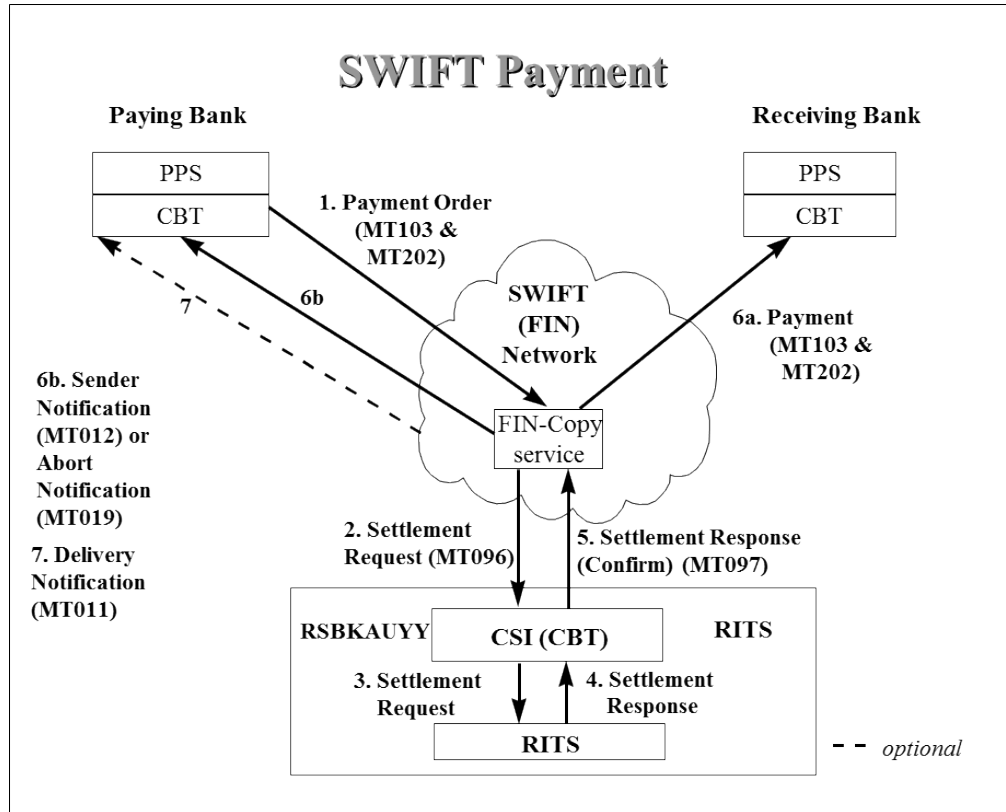 SWIFT Payment
Paying Bank
Receiving Bank
PPS
CBT
PPS
CBT
1. Payment Order
(MT103 &
MT202)
7
6b
SWIFT
(FIN)
Network
6a. Payment
(MT103 &
MT202)
6b. Sender
Notification
(MT012) or
Abort
Notification
(MT019)
FIN-Copy
service
7. Delivery
Notification
(MT011)
2. Settlement
Request (MT096)
5. Settlement Response
(Confirm) (MT097)
RSBKAUYY
CSI (CBT)
RITS
3. Settlement
Request
4. Settlement
Response
RITS
optional